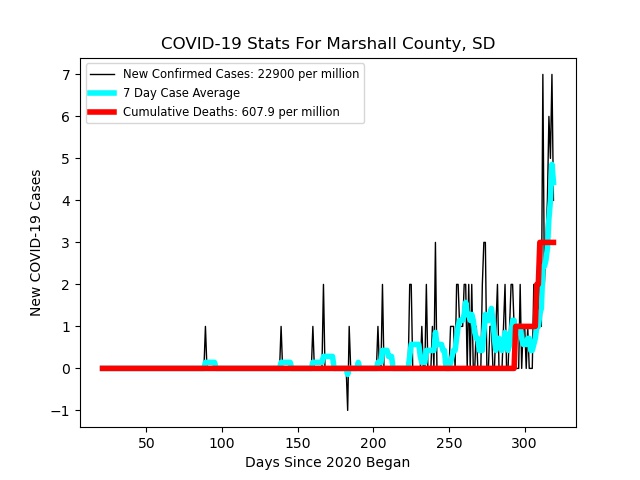 COVID-19 Stats For Marshall County, SD
New Confirmed Cases: 22900 per million
7 Day Case Average
Cumulative Deaths: 607.9 per million
New COVID-19 Cases
7
6
5
4
3
2
1
0
−1
50 100 150 200 250 300
Days Since 2020 Began